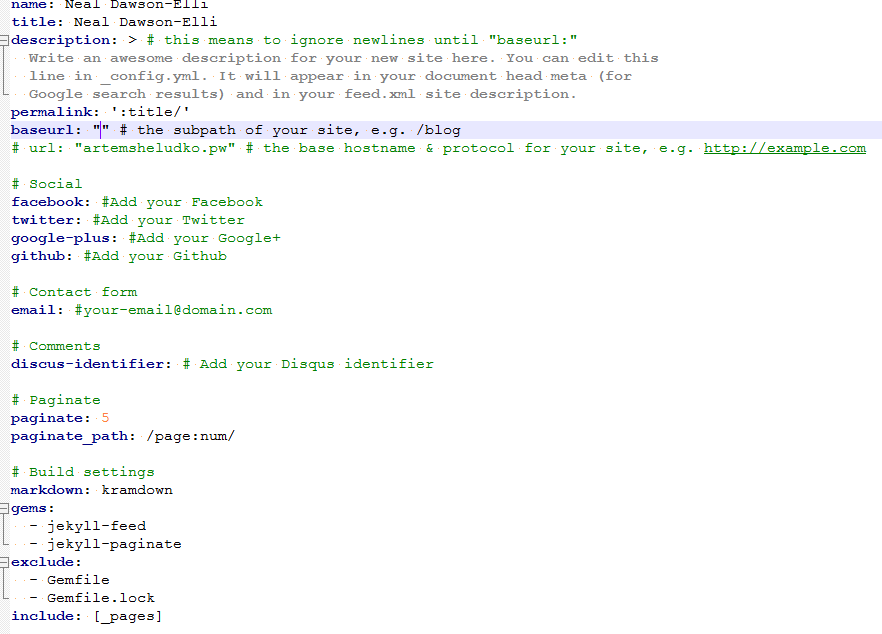 name: Neal Dawson-Elli
title: Neal Dawson-Elli
description: > # this means to ignore newlines until "baseurl:"
  Write an awesome description for your new site here. You can edit this
  line in _config.yml. It will appear in your document head meta (for
  Google search results) and in your feed.xml site description.
permalink: ':title/'
baseurl: "" # the subpath of your site, e.g. /blog
# url: "artemsheludko.pw" # the base hostname & protocol for your site, e.g. http://example.com
# Social
facebook: #Add your Facebook
twitter: #Add your Twitter
google-plus: #Add your Google+
github: #Add your Github
# Contact form
email: #your-email@domain.com
# Comments
discus-identifier: # Add your Disqus identifier
# Paginate
paginate: 5
paginate_path: /page:num/
# Build settings
markdown: kramdown
gems:
  - jekyll-feed
  - jekyll-paginate
exclude:
  - Gemfile
  - Gemfile.lock
include: [_pages]